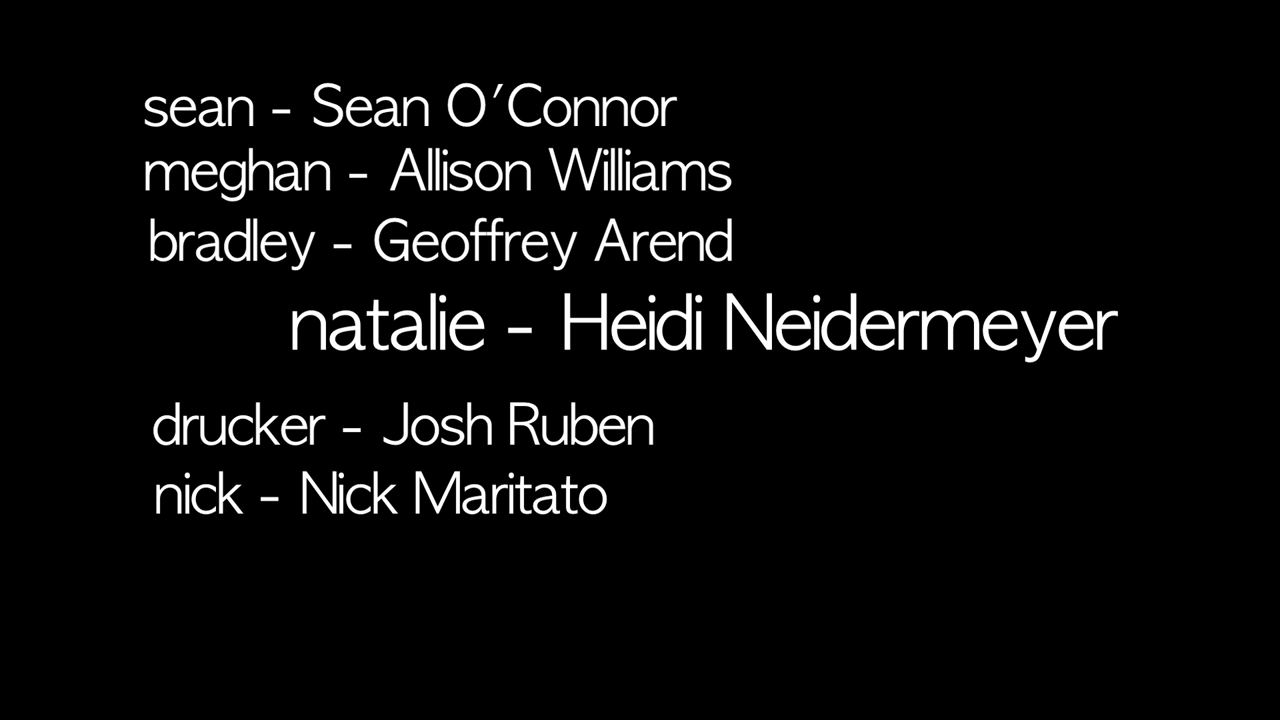 sean - Sean O'Connor
meghan - Allison Williams
bradley - Geoffrey Arend
natalie - Heidi Neidermeyer
drucker - Josh Ruben
nick - Nick Maritato